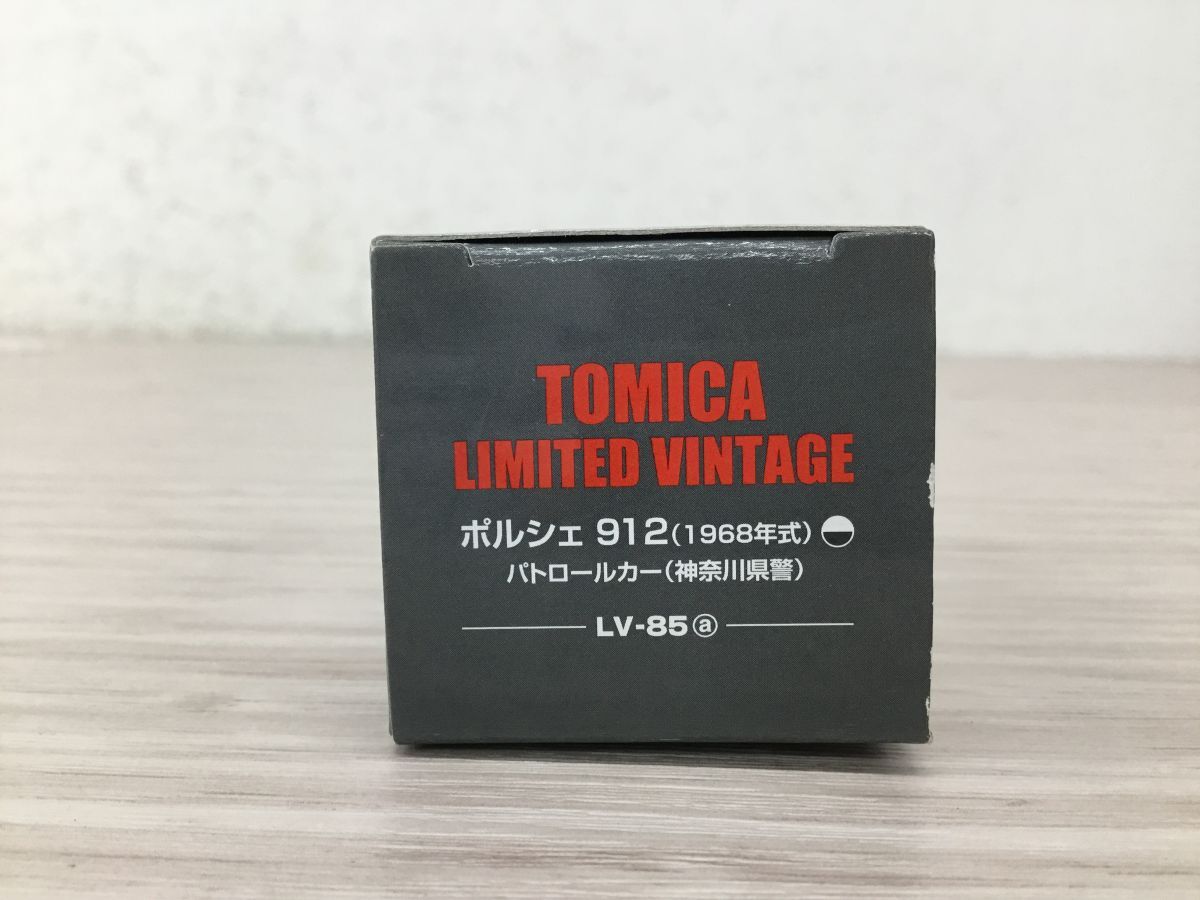 TOMICA
LIMITED VINTAGE
ポルシェ 912(1968年式)
パトロールカー(神奈川県警)
LV-85ⓐ